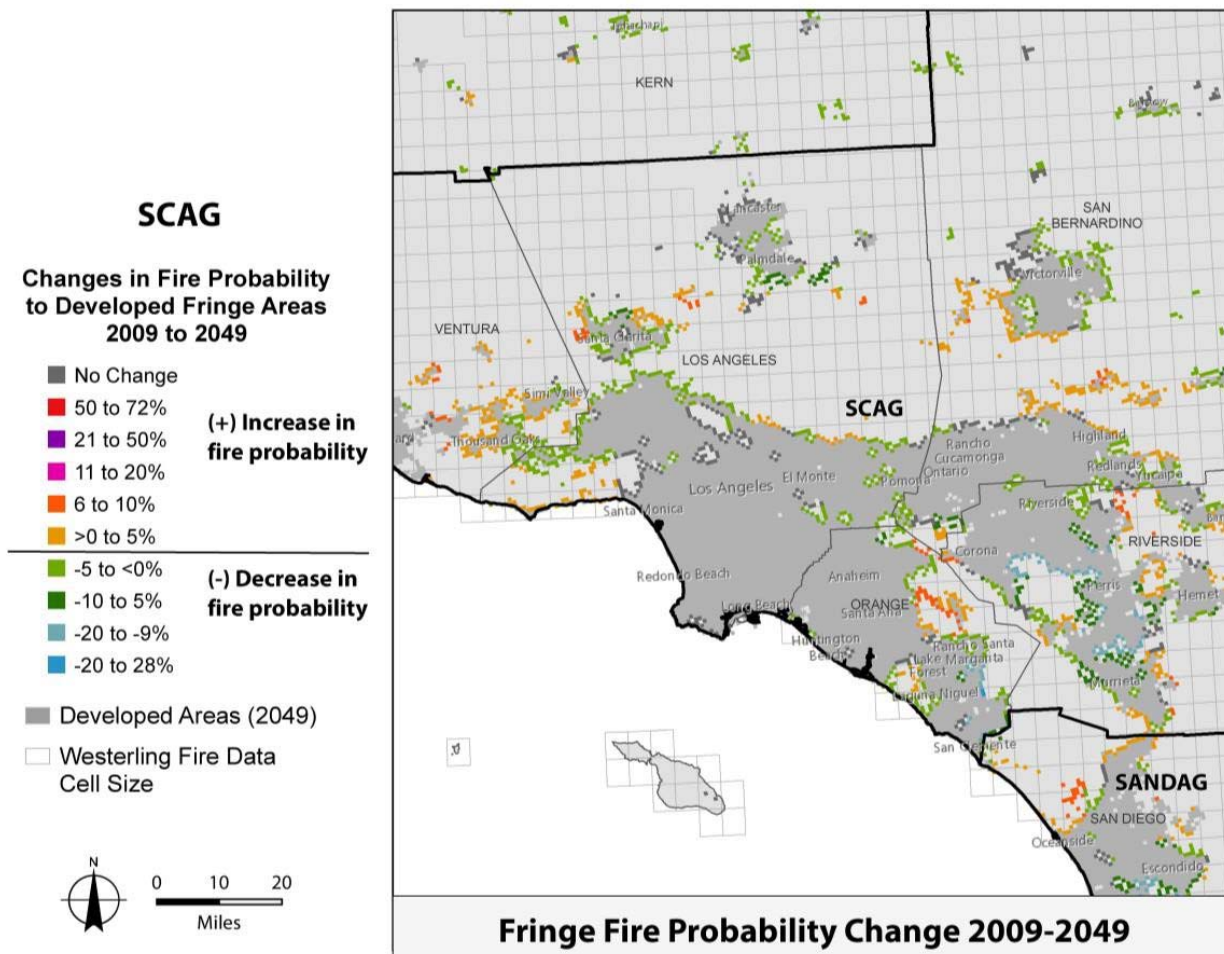 SCAG
Changes in Fire Probability
to Developed Fringe Areas
2009 to 2049
No Change
50 to 72%
21 to 50%
11 to 20%
6 to 10%
>0 to 5%
(+) Increase in
fire probability
-5 to <0%
-10 to 5%
-20 to -9%
-20 to 28%
(-) Decrease in
fire probability
Developed Areas (2049)
Westerling Fire Data
Cell Size
N
0 10 20
Miles
KERN
Barstow
Lancaster
SAN
BERNARDINO
Palmdale
Victorville
VENTURA
LOS ANGELES
Simi Valley
SCAG
Thousand Oaks
Highland
Rancho
Cucamonga
Ontario
Redlands
Yucaipa
El Monte
Pomona
Los Angeles
Riverside
Santa Monica
RIVERSIDE
Corona
Redondo Beach
Anaheim
Perris
Hemet
Long Beach
ORANGE
Santa Ana
Huntington
Beach
Rancho Santa
Margarita
Lake
Forest
Murrieta
Laguna Niguel
San Clemente
SANDAG
SAN DIEGO
Oceanside
Escondido
Fringe Fire Probability Change 2009-2049